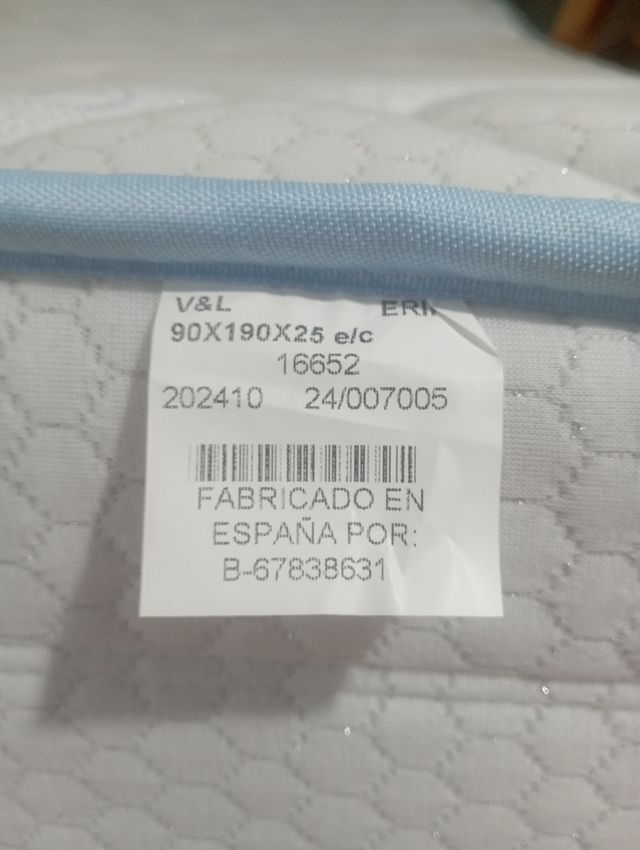 V&L
90X190X25 e/c
16652
202410 24/007005
FABRICADO EN
ESPAÑA POR:
B-67838631